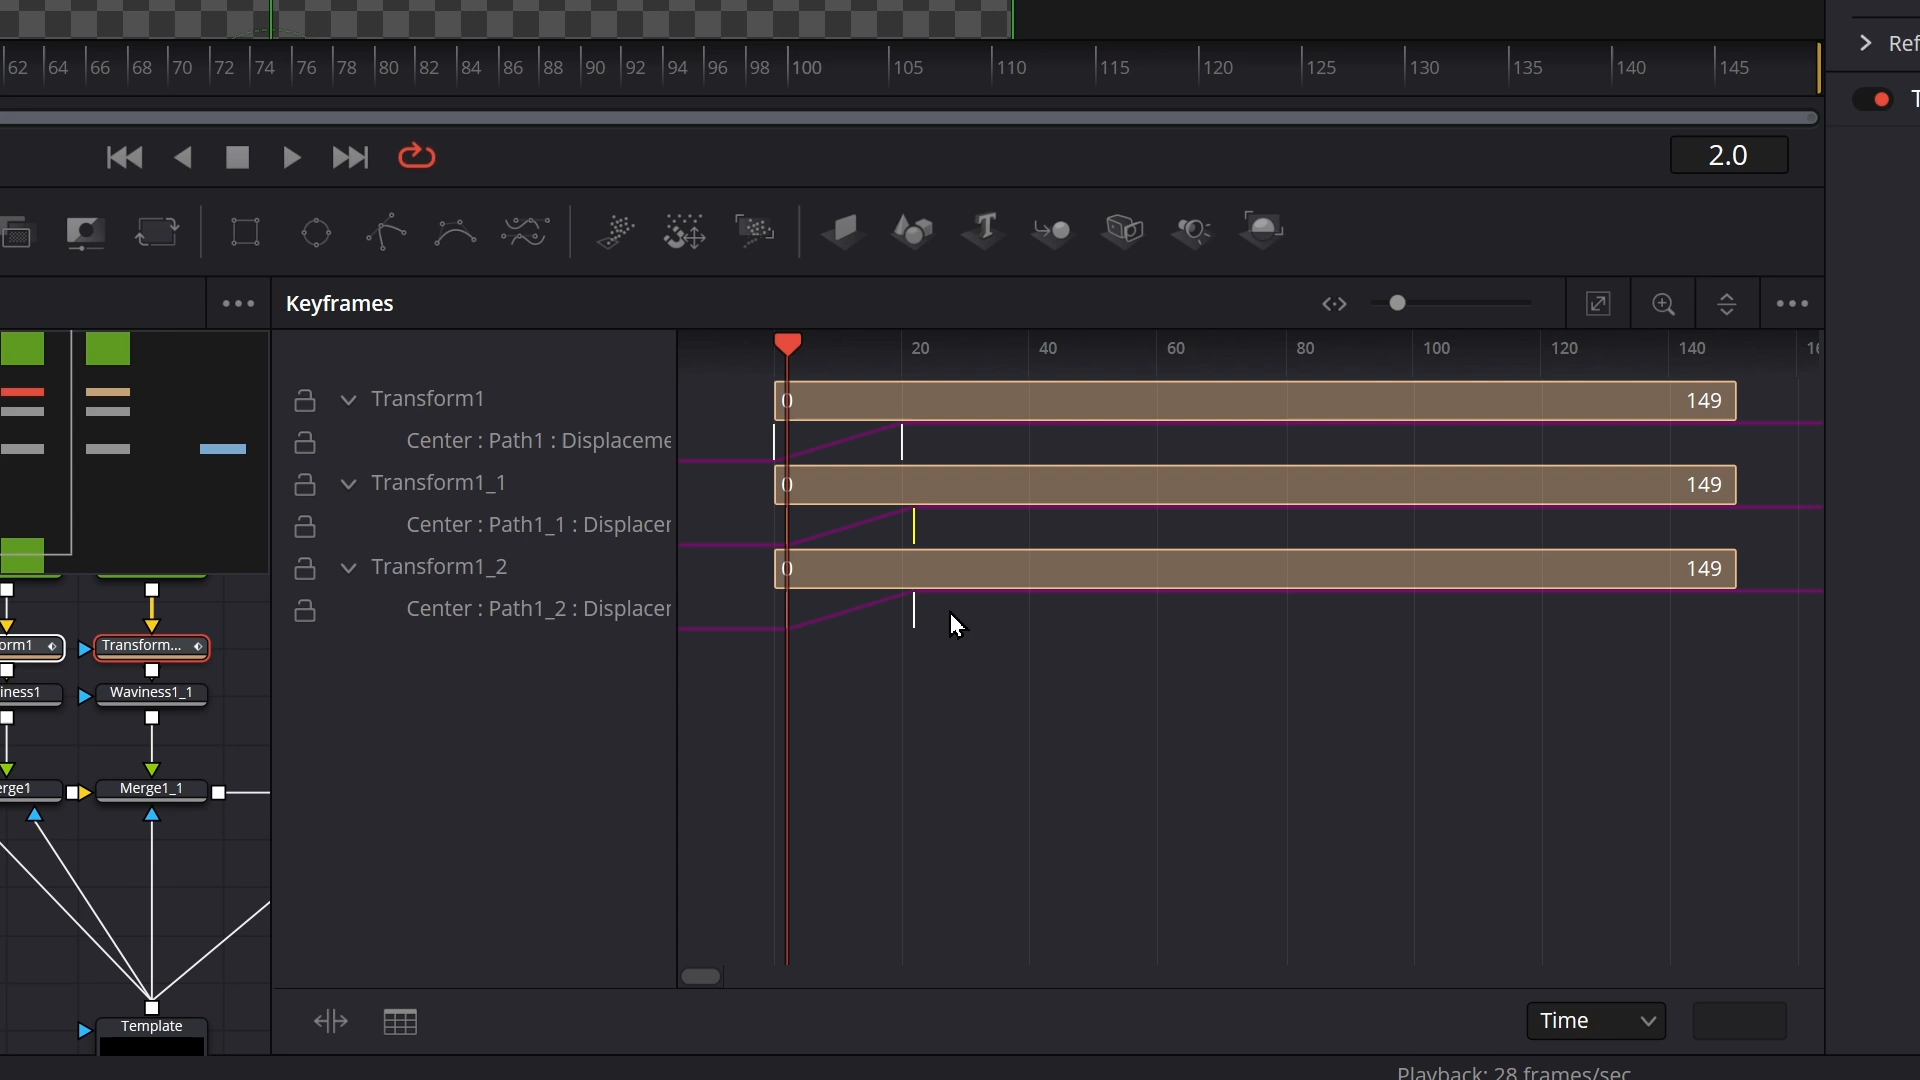 62 64 66 68 70 72 74 76 78 80 82 84 86 88 90 92 94 96 98 100 105 110 115 120 125 130 135 140 145
Ref
T
2.0
Keyframes
20 40 60 80 100 120 140 16
Transform1
0 149
Center : Path1 : Displaceme
Transform1_1
0 149
Center : Path1_1 : Displacer
Transform1_2
0 149
Center : Path1_2 : Displacer
orm1
Transform...
iness1
Waviness1_1
erge1
Merge1_1
Template
Time
Playback: 28 frames/sec